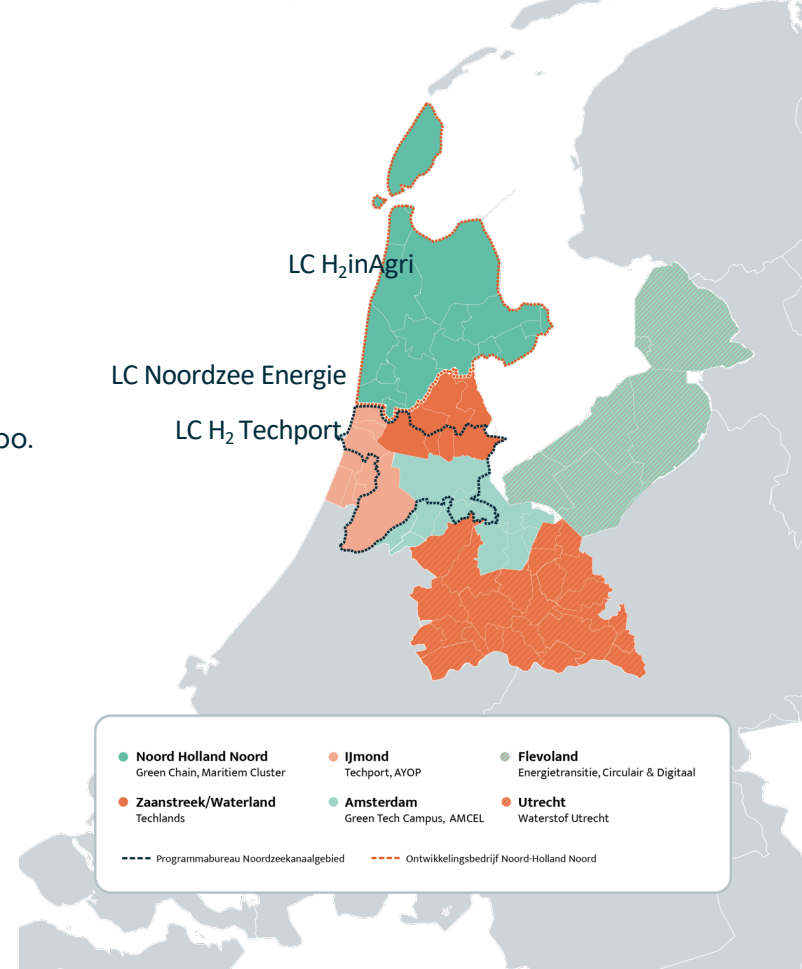 LC H₂inAgri
LC Noordzee Energie
LC H₂ Techport
oo.
Noord Holland Noord
Green Chain, Maritiem Cluster
IJmond
Techport, AYOP
Flevoland
Energietransitie, Circulair & Digitaal
Zaanstreek/Waterland
Techlands
Amsterdam
Green Tech Campus, AMCEL
Utrecht
Waterstof Utrecht
Programmabureau Noordzeekanaalgebied
Ontwikkelingsbedrijf Noord-Holland Noord